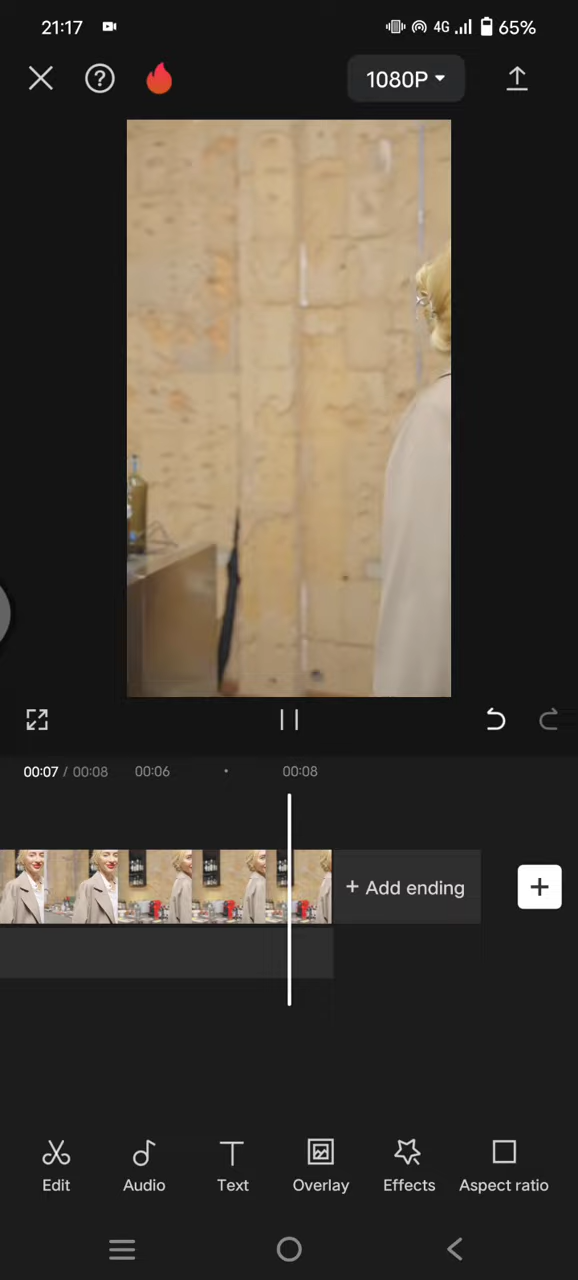 21:17 4G 65%
1080P
00:07 / 00:08 00:06 00:08
+ Add ending
Edit Audio Text Overlay Effects Aspect ratio